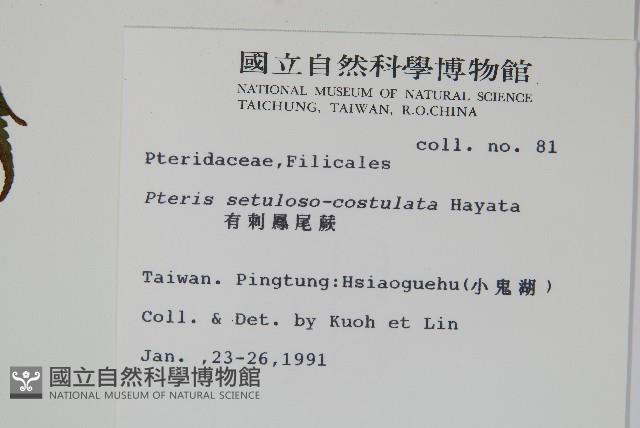 國立自然科學博物館
NATIONAL MUSEUM OF NATURAL SCIENCE
TAICHUNG, TAIWAN, R.O.CHINA
coll. no. 81
Pteridaceae,Filicales
Pteris setuloso-costulata Hayata
有刺鳳尾蕨
Taiwan. Pingtung:Hsiaoguehu(小鬼湖)
Coll. & Det. by Kuoh et Lin
Jan. ,23-26,1991
國立自然科學博物館
NATIONAL MUSEUM OF NATURAL SCIENCE